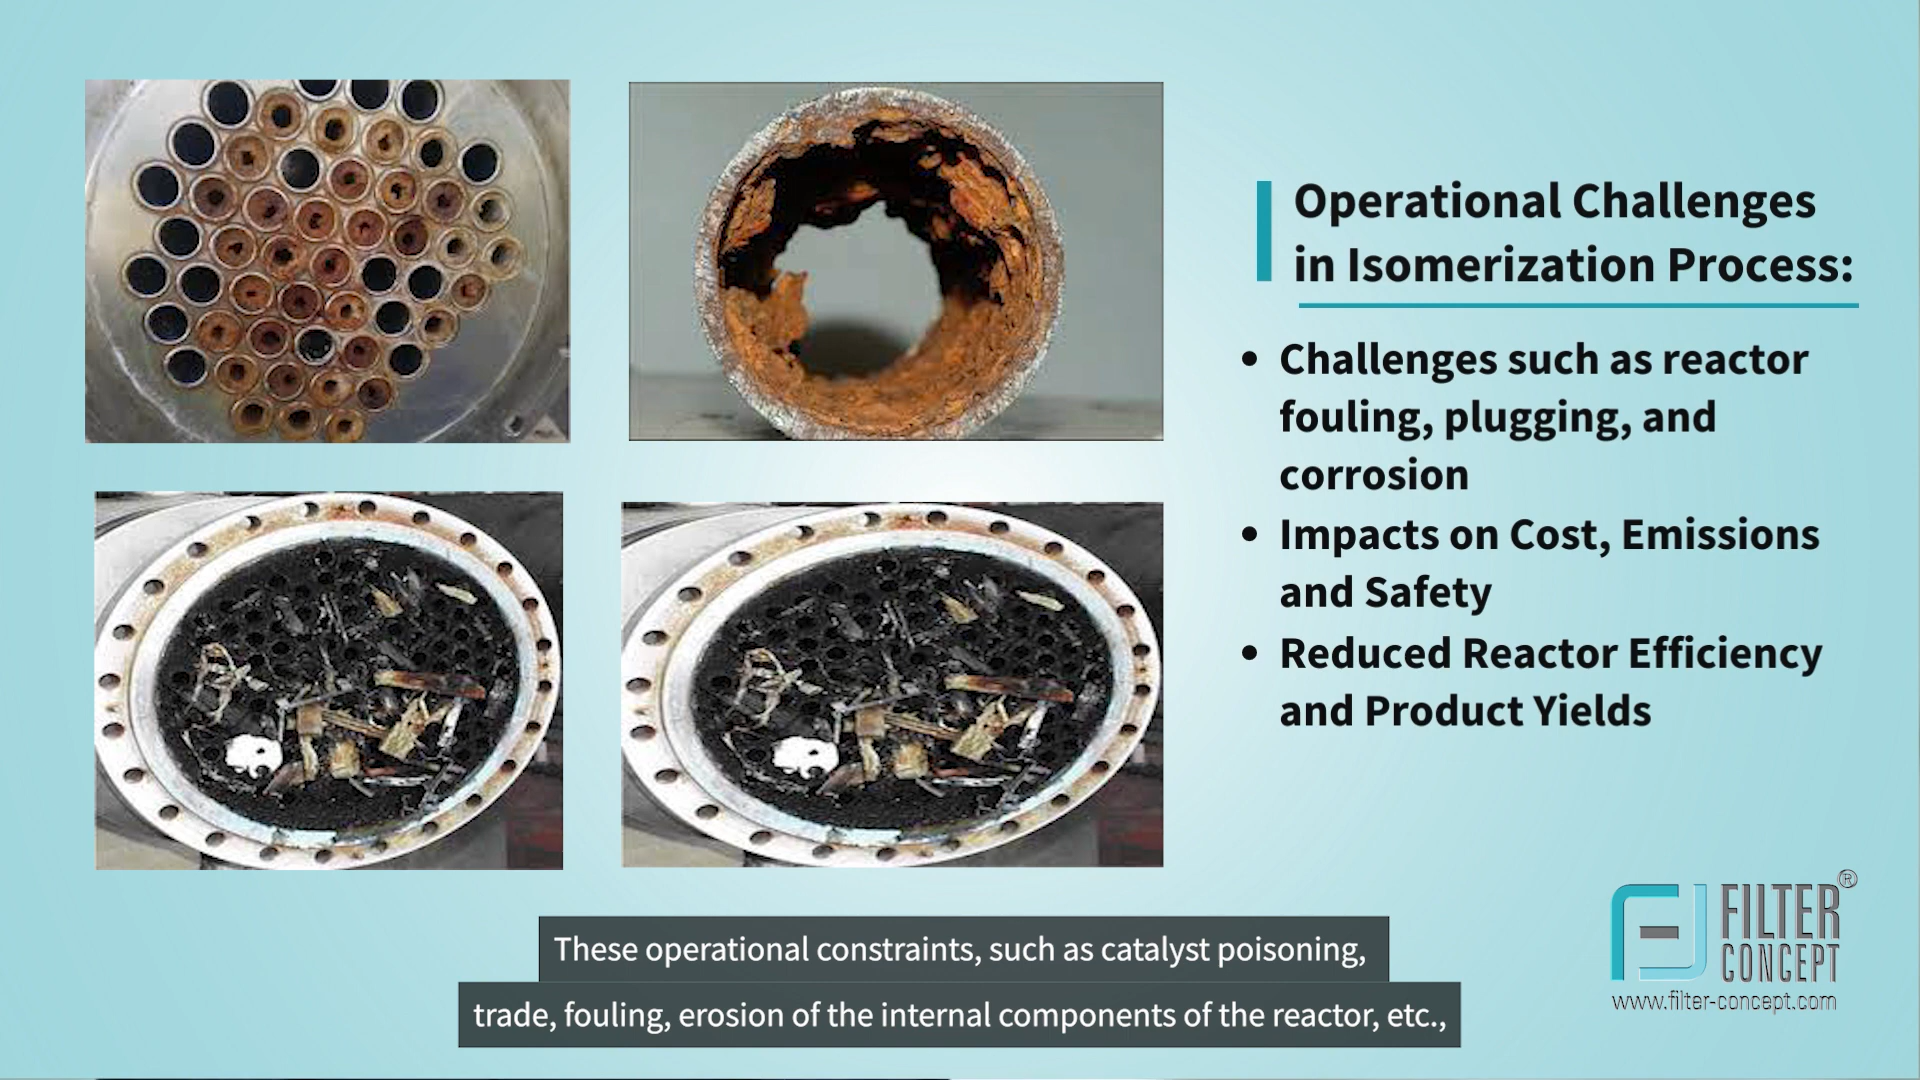 Operational Challenges
in Isomerization Process:
• Challenges such as reactor
fouling, plugging, and
corrosion
• Impacts on Cost, Emissions
and Safety
• Reduced Reactor Efficiency
and Product Yields
FILTER®
CONCEPT
www.filter-concept.com
These operational constraints, such as catalyst poisoning,
trade, fouling, erosion of the internal components of the reactor, etc.,